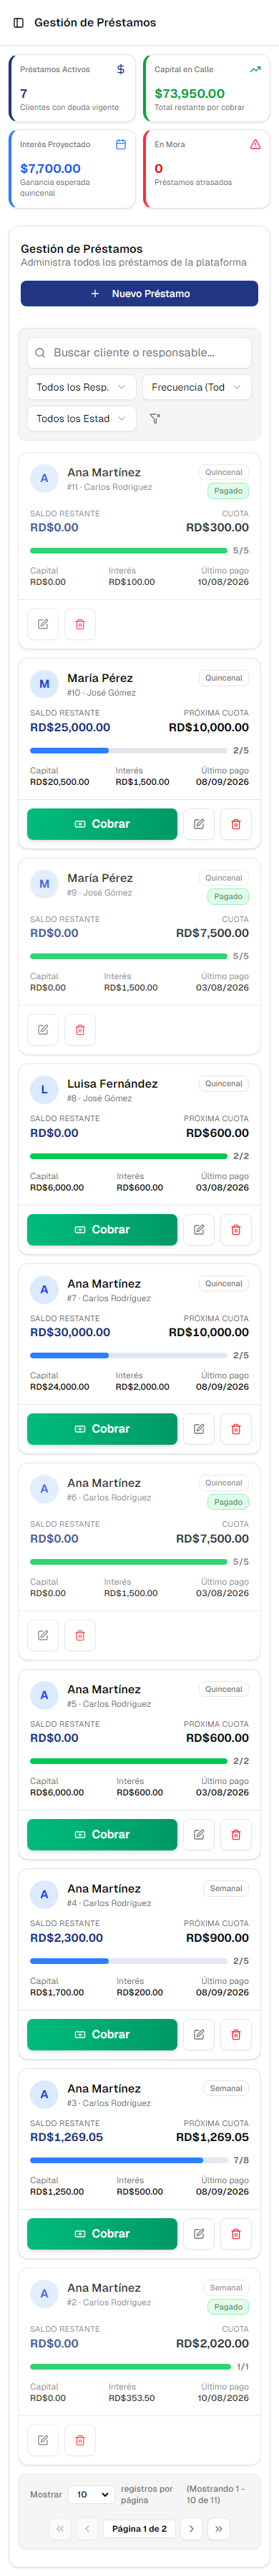 Gestión de Préstamos
Préstamos Activos
7
Clientes con deuda vigente
Capital en Calle
$73,950.00
Total restante por cobrar
Interés Proyectado
$7,700.00
Ganancia esperada
quincenal
En Mora
0
Préstamos atrasados
Gestión de Préstamos
Administra todos los préstamos de la plataforma
Nuevo Préstamo
Buscar cliente o responsable...
Todos los Resp.
Frecuencia (Tod
Todos los Estad
A
Ana Martínez
#11 · Carlos Rodríguez
Quincenal
Pagado
SALDO RESTANTE CUOTA
RD$0.00 RD$300.00
5/5
Capital Interés Último pago
RD$0.00 RD$100.00 10/08/2026
M
María Pérez
#10 · José Gómez
Quincenal
SALDO RESTANTE PRÓXIMA CUOTA
RD$25,000.00 RD$10,000.00
2/5
Capital Interés Último pago
RD$20,500.00 RD$1,500.00 08/09/2026
Cobrar
M
María Pérez
#9 · José Gómez
Quincenal
Pagado
SALDO RESTANTE CUOTA
RD$0.00 RD$7,500.00
5/5
Capital Interés Último pago
RD$0.00 RD$1,500.00 03/08/2026
L
Luisa Fernández
#8 · José Gómez
Quincenal
SALDO RESTANTE PRÓXIMA CUOTA
RD$0.00 RD$600.00
2/2
Capital Interés Último pago
RD$6,000.00 RD$600.00 03/08/2026
Cobrar
A
Ana Martínez
#7 · Carlos Rodríguez
Quincenal
SALDO RESTANTE PRÓXIMA CUOTA
RD$30,000.00 RD$10,000.00
2/5
Capital Interés Último pago
RD$24,000.00 RD$2,000.00 08/09/2026
Cobrar
A
Ana Martínez
#6 · Carlos Rodríguez
Quincenal
Pagado
SALDO RESTANTE CUOTA
RD$0.00 RD$7,500.00
5/5
Capital Interés Último pago
RD$0.00 RD$1,500.00 03/08/2026
A
Ana Martínez
#5 · Carlos Rodríguez
Quincenal
SALDO RESTANTE PRÓXIMA CUOTA
RD$0.00 RD$600.00
2/2
Capital Interés Último pago
RD$6,000.00 RD$600.00 03/08/2026
Cobrar
A
Ana Martínez
#4 · Carlos Rodríguez
Semanal
SALDO RESTANTE PRÓXIMA CUOTA
RD$2,300.00 RD$900.00
2/5
Capital Interés Último pago
RD$1,700.00 RD$200.00 08/09/2026
Cobrar
A
Ana Martínez
#3 · Carlos Rodríguez
Semanal
SALDO RESTANTE PRÓXIMA CUOTA
RD$1,269.05 RD$1,269.05
7/8
Capital Interés Último pago
RD$1,250.00 RD$500.00 08/09/2026
Cobrar
A
Ana Martínez
#2 · Carlos Rodríguez
Semanal
Pagado
SALDO RESTANTE CUOTA
RD$0.00 RD$2,020.00
1/1
Capital Interés Último pago
RD$0.00 RD$353.50 10/08/2026
Mostrar 10 registros por página
(Mostrando 1 - 10 de 11)
Página 1 de 2